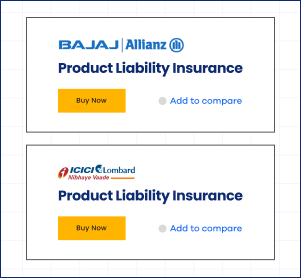 BAJAJ | Allianz
Product Liability Insurance
Buy Now
Add to compare
ICICI Lombard
Nibhaye Vaade
Product Liability Insurance
Buy Now
Add to compare